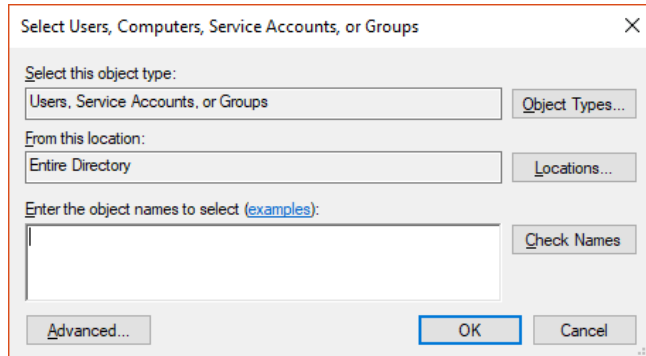 Select Users, Computers, Service Accounts, or Groups
Select this object type:
Users, Service Accounts, or Groups
Object Types...
From this location:
Entire Directory
Locations...
Enter the object names to select (examples):
Check Names
Advanced...
OK
Cancel